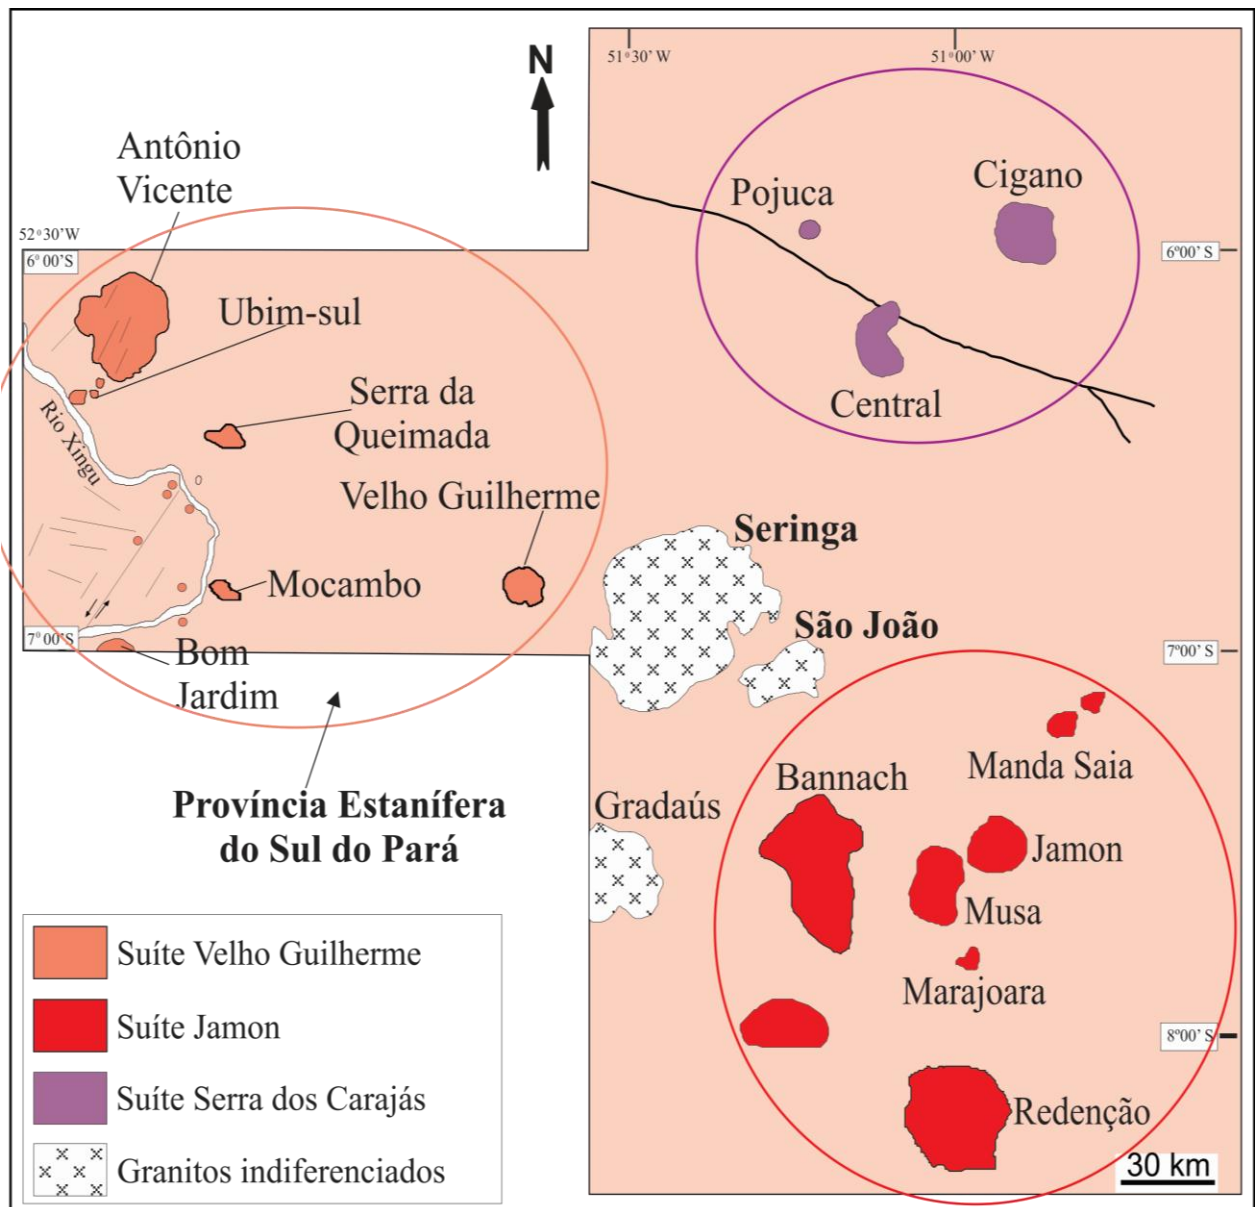 51°30’ W
51°00’ W
N
Antônio
Vicente
Pojuca
Cigano
52°30'W
6° 00’S
6°00’ S
Ubim-sul
Central
Serra da
Queimada
Rio Xingu
0
Velho Guilherme
Seringa
Mocambo
São João
7° 00’S
7°00’ S
Bom
Jardim
Manda Saia
Bannach
Província Estanífera
do Sul do Pará
Gradaús
Jamon
Musa
Marajoara
8°00’ S
Redenção
30 km
Suíte Velho Guilherme
Suíte Jamon
Suíte Serra dos Carajás
Granitos indiferenciados